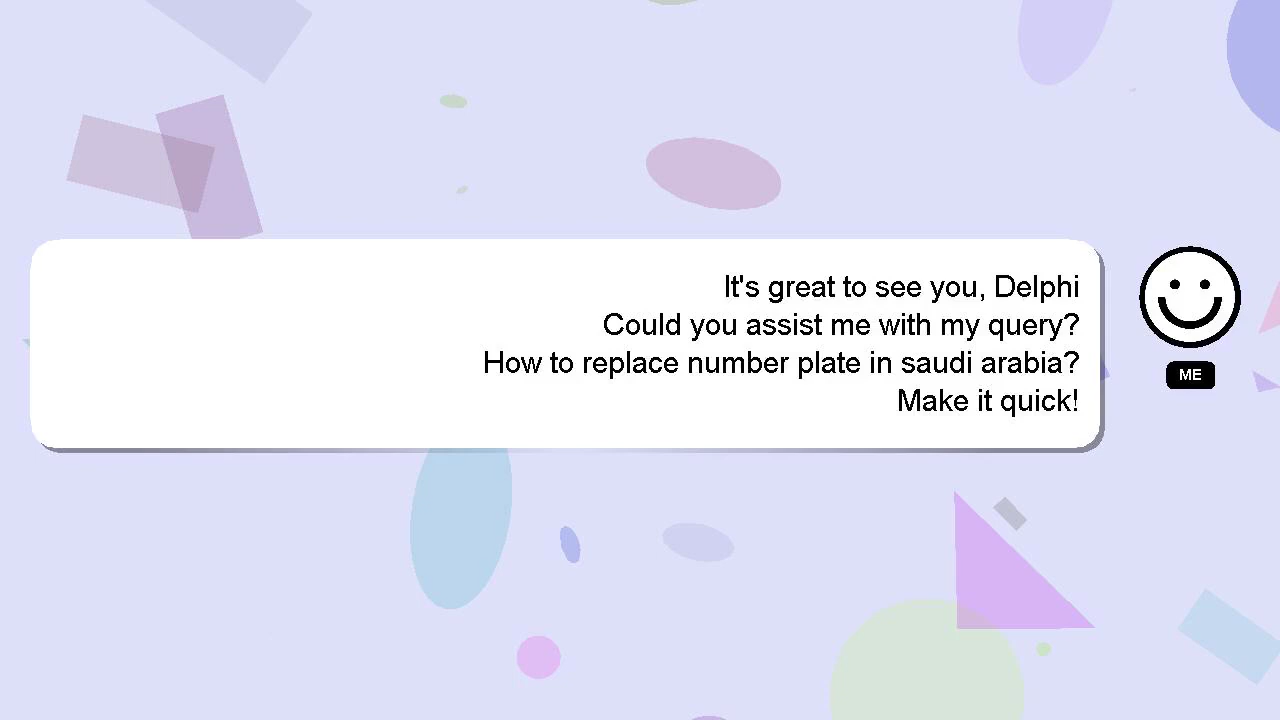 It's great to see you, Delphi
Could you assist me with my query?
How to replace number plate in saudi arabia?
Make it quick!
ME